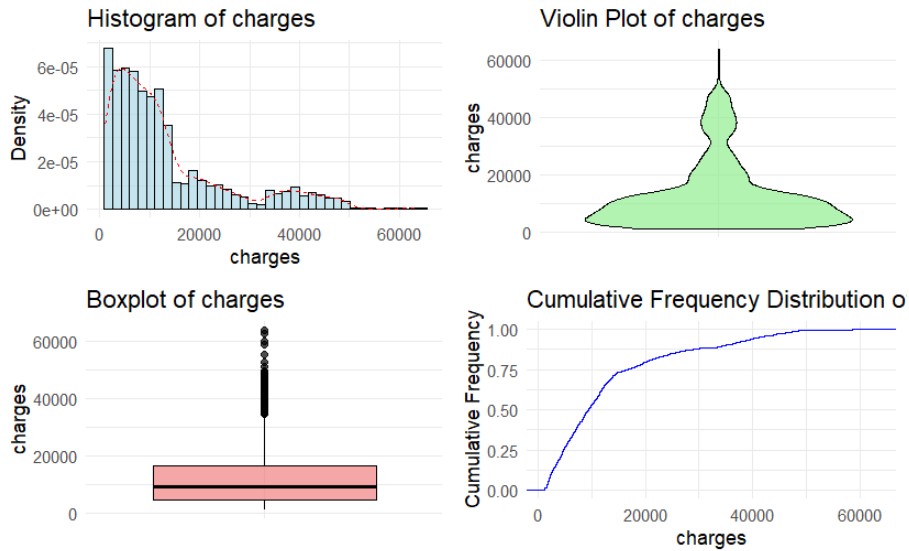 Histogram of charges
Density
6e-05
4e-05
2e-05
0e+00
0 20000 40000 60000
charges
Violin Plot of charges
charges
60000
40000
20000
0
Boxplot of charges
charges
60000
40000
20000
0
Cumulative Frequency Distribution o
Cumulative Frequency
1.00
0.75
0.50
0.25
0.00
0 20000 40000 60000
charges